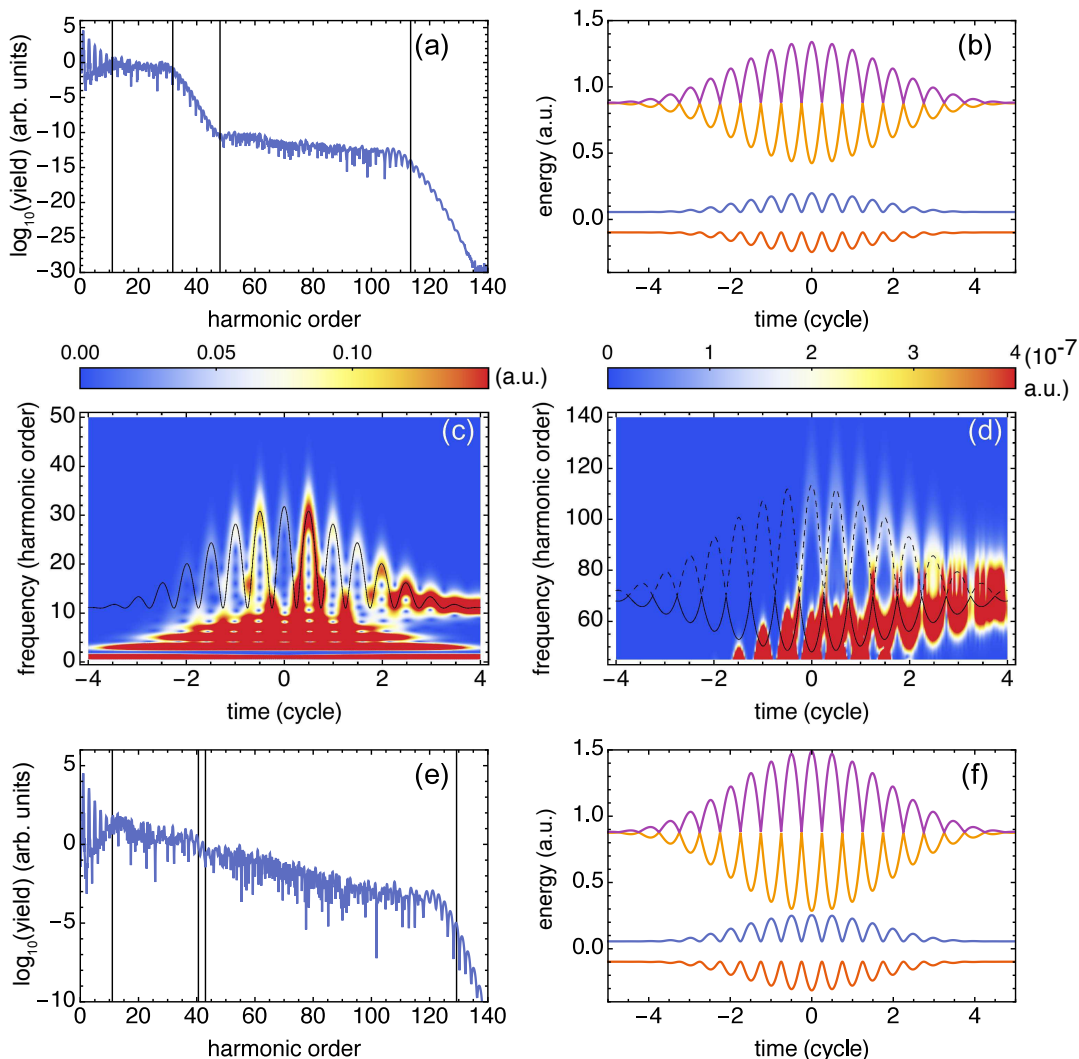 (a)
5
0
−5
−10
−15
−20
−25
−30
log10(yield) (arb. units)
0 20 40 60 80 100 120 140
harmonic order
(b)
1.5
1.0
0.5
0.0
energy (a.u.)
−4 −2 0 2 4
time (cycle)
0.00 0.05 0.10
(a.u.)
0 1 2 3 4 (10⁻⁷
a.u.)
(c)
50
40
30
20
10
0
frequency (harmonic order)
−4 −2 0 2 4
time (cycle)
(d)
140
120
100
80
60
frequency (harmonic order)
−4 −2 0 2 4
time (cycle)
(e)
5
0
−5
−10
log10(yield) (arb. units)
0 20 40 60 80 100 120 140
harmonic order
(f)
1.5
1.0
0.5
0.0
energy (a.u.)
−4 −2 0 2 4
time (cycle)